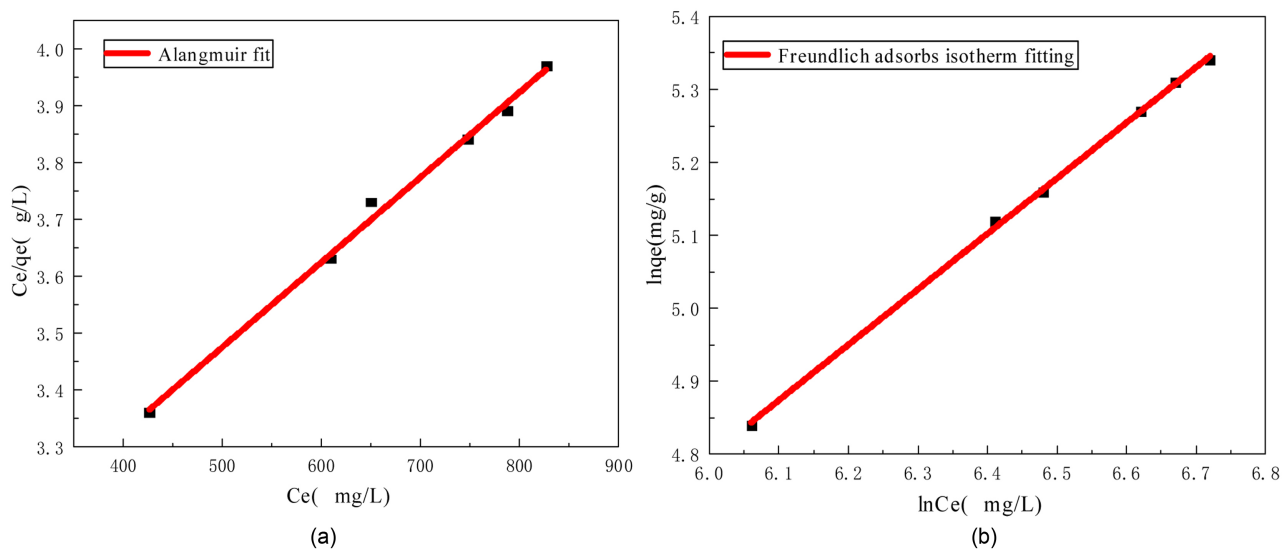 Alangmuir fit
4.0
3.9
3.8
3.7
3.6
3.5
3.4
3.3
Ce/qe( g/L)
400 500 600 700 800 900
Ce( mg/L)
(a)
Freundlich adsorbs isotherm fitting
5.4
5.3
5.2
5.1
5.0
4.9
4.8
lnqe(mg/g)
6.0 6.1 6.2 6.3 6.4 6.5 6.6 6.7 6.8
lnCe( mg/L)
(b)